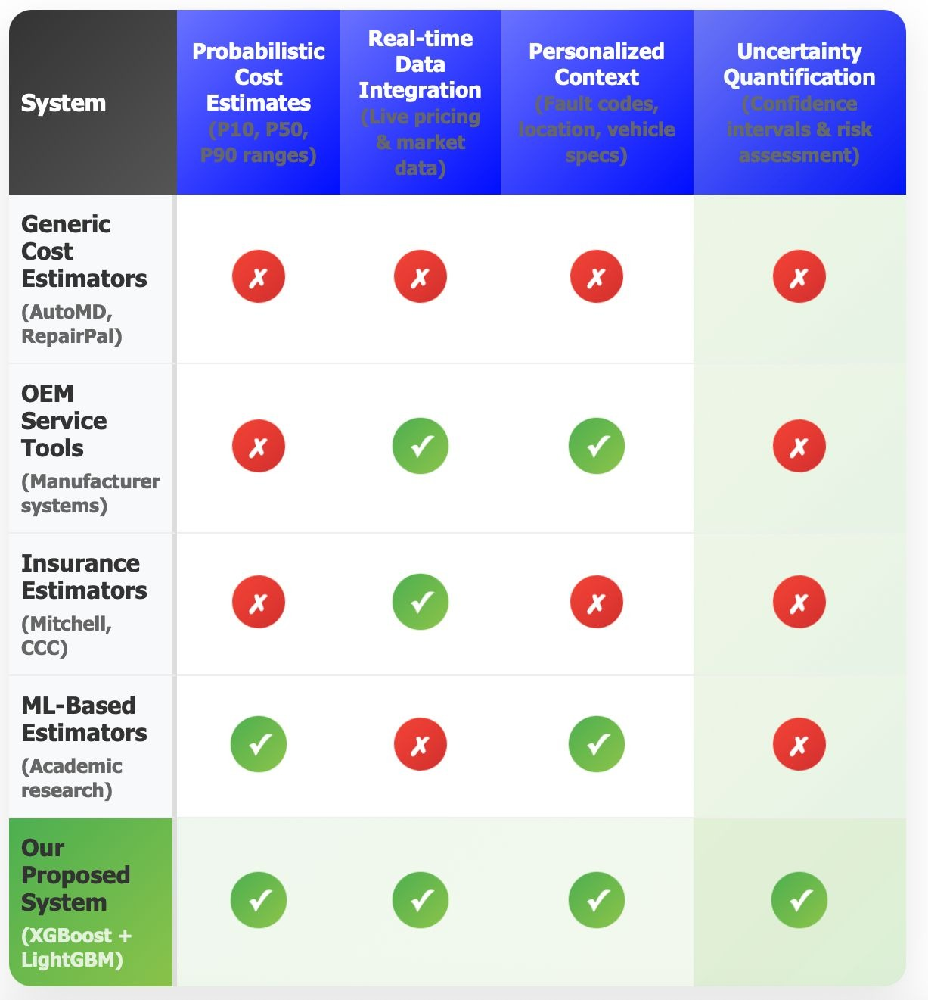 System
Probabilistic
Cost
Estimates
(P10, P50,
P90 ranges)
Real-time
Data
Integration
(Live pricing
& market
data)
Personalized
Context
(Fault codes,
location, vehicle
specs)
Uncertainty
Quantification
(Confidence
intervals & risk
assessment)
Generic
Cost
Estimators
(AutoMD,
RepairPal)
✗ ✗ ✗ ✗
OEM
Service
Tools
(Manufacturer
systems)
✗ ✓ ✓ ✗
Insurance
Estimators
(Mitchell,
CCC)
✗ ✓ ✗ ✗
ML-Based
Estimators
(Academic
research)
✓ ✗ ✓ ✗
Our
Proposed
System
(XGBoost +
LightGBM)
✓ ✓ ✓ ✓